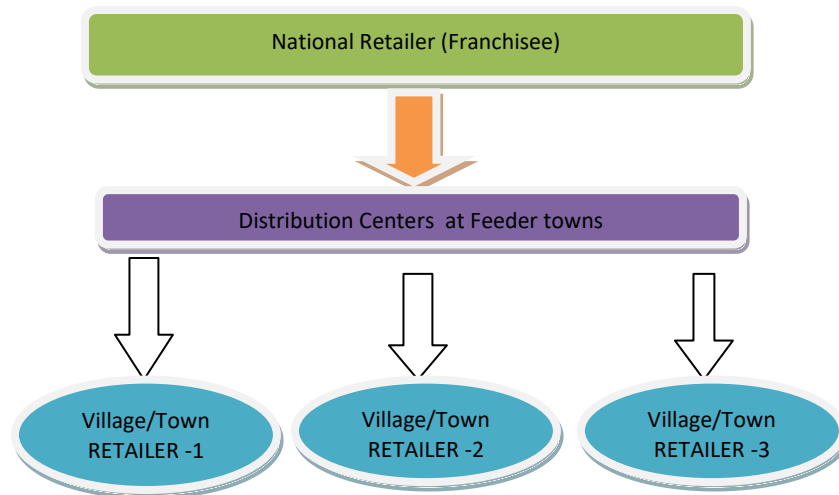 National Retailer (Franchisee)
Distribution Centers at Feeder towns
Village/Town
RETAILER -1
Village/Town
RETAILER -2
Village/Town
RETAILER -3